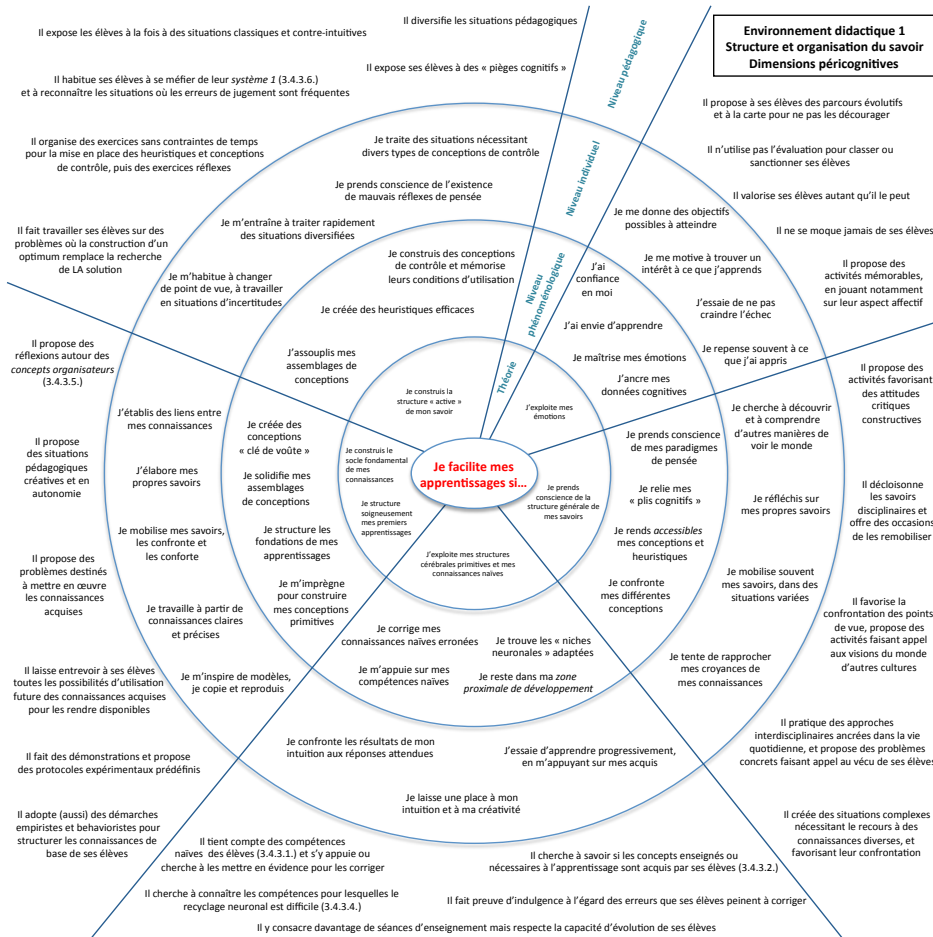 Environnement didactique 1
Structure et organisation du savoir
Dimensions péricognitives
Niveau pédagogique
Niveau individuel
Niveau
phénoménologique
Théorie
Je facilite mes
apprentissages si…
Je construis la
structure « active »
de mon savoir
J'exploite mes
émotions
Je prends
conscience de la
structure générale de
mes savoirs
J'exploite mes structures
cérébrales primitives et mes
connaissances naïves
Je structure
soigneusement
mes premiers
apprentissages
Je construis le
socle fondamental
de mes
connaissances
Il diversifie les situations pédagogiques
Il expose les élèves à la fois à des situations classiques et contre-intuitives
Il expose ses élèves à des « pièges cognitifs »
Il habitue ses élèves à se méfier de leur système 1 (3.4.3.6.)
et à reconnaître les situations où les erreurs de jugement sont fréquentes
Il organise des exercices sans contraintes de temps
pour la mise en place des heuristiques et conceptions
de contrôle, puis des exercices réflexes
Il fait travailler ses élèves sur des
problèmes où la construction d'un
optimum remplace la recherche
de LA solution
Je traite des situations nécessitant
divers types de conceptions de contrôle
Je prends conscience de l'existence
de mauvais réflexes de pensée
Je m'entraîne à traiter rapidement
des situations diversifiées
Je m'habitue à changer
de point de vue, à travailler
en situations d'incertitudes
Je construis des conceptions
de contrôle et mémorise
leurs conditions d'utilisation
Je créée des heuristiques efficaces
J'assouplis mes
assemblages de
conceptions
Il propose à ses élèves des parcours évolutifs
et à la carte pour ne pas les décourager
Il n'utilise pas l'évaluation pour classer ou
sanctionner ses élèves
Il valorise ses élèves autant qu'il le peut
Il ne se moque jamais de ses élèves
Il propose des
activités mémorables,
en jouant notamment
sur leur aspect affectif
Je me donne des objectifs
possibles à atteindre
Je me motive à trouver un
intérêt à ce que j'apprends
J'essaie de ne pas
craindre l'échec
Je repense souvent à ce
que j'ai appris
J'ai
confiance
en moi
J'ai envie d'apprendre
Je maîtrise mes émotions
J'ancre mes
données cognitives
Il propose des
activités favorisant
des attitudes
critiques
constructives
Il décloisonne
les savoirs
disciplinaires et
offre des occasions
de les remobiliser
Il favorise la
confrontation des points
de vue, propose des
activités faisant appel
aux visions du monde
d'autres cultures
Il pratique des approches
interdisciplinaires ancrées dans la vie
quotidienne, et propose des problèmes
concrets faisant appel au vécu de ses élèves
Il créée des situations complexes
nécessitant le recours à des
connaissances diverses, et
favorisant leur confrontation
Je cherche à découvrir
et à comprendre
d'autres manières de
voir le monde
Je réfléchis sur
mes propres savoirs
Je mobilise souvent
mes savoirs, dans des
situations variées
Je tente de rapprocher
mes croyances de
mes connaissances
Je prends conscience
de mes paradigmes
de pensée
Je relie mes
« plis cognitifs »
Je rends accessibles
mes conceptions et
heuristiques
Je confronte
mes différentes
conceptions
Il propose des
réflexions autour des
concepts organisateurs
(3.4.3.5.)
Il propose
des situations
pédagogiques
créatives et en
autonomie
Il propose des
problèmes destinés
à mettre en œuvre
les connaissances
acquises
Il laisse entrevoir à ses élèves
toutes les possibilités d'utilisation
future des connaissances acquises
pour les rendre disponibles
Il fait des démonstrations et propose
des protocoles expérimentaux prédéfinis
Il adopte (aussi) des démarches
empiristes et behavioristes pour
structurer les connaissances de
base de ses élèves
J'établis des liens entre
mes connaissances
J'élabore mes
propres savoirs
Je mobilise mes savoirs,
les confronte et
les conforte
Je travaille à partir de
connaissances claires
et précises
Je m'inspire de modèles,
je copie et reproduis
Je créée des
conceptions
« clé de voûte »
Je solidifie mes
assemblages
de conceptions
Je structure les
fondations de mes
apprentissages
Je m'imprègne
pour construire
mes conceptions
primitives
Je corrige mes
connaissances naïves erronées
Je m'appuie sur mes
compétences naïves
Je trouve les « niches
neuronales » adaptées
Je reste dans ma zone
proximale de développement
Je confronte les résultats de mon
intuition aux réponses attendues
J'essaie d'apprendre progressivement,
en m'appuyant sur mes acquis
Je laisse une place à mon
intuition et à ma créativité
Il tient compte des compétences
naïves des élèves (3.4.3.1.) et s'y appuie ou
cherche à les mettre en évidence pour les corriger
Il cherche à savoir si les concepts enseignés ou
nécessaires à l'apprentissage sont acquis par ses élèves (3.4.3.2.)
Il cherche à connaître les compétences pour lesquelles le
recyclage neuronal est difficile (3.4.3.4.)
Il fait preuve d'indulgence à l'égard des erreurs que ses élèves peinent à corriger
Il y consacre davantage de séances d'enseignement mais respecte la capacité d'évolution de ses élèves